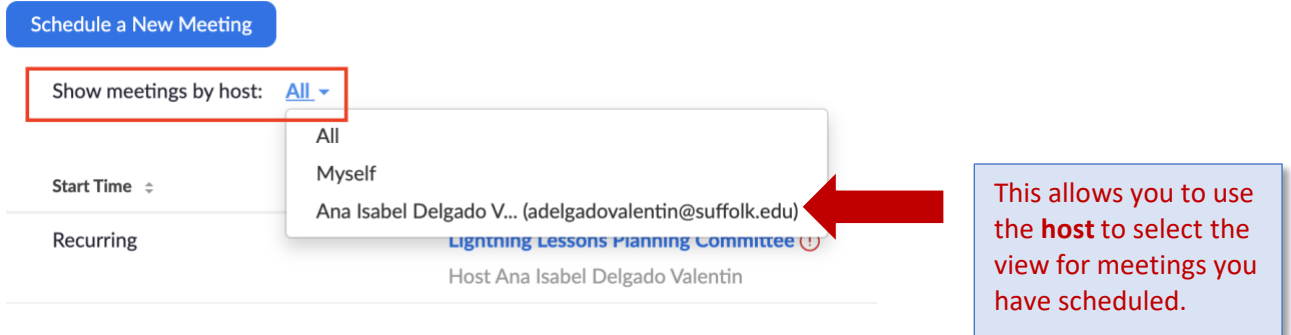 Schedule a New Meeting
Show meetings by host: All
All
Myself
Start Time
Ana Isabel Delgado V... (adelgadovalentin@suffolk.edu)
Recurring
Lightning Lessons Planning Committee
Host Ana Isabel Delgado Valentin
This allows you to use
the host to select the
view for meetings you
have scheduled.